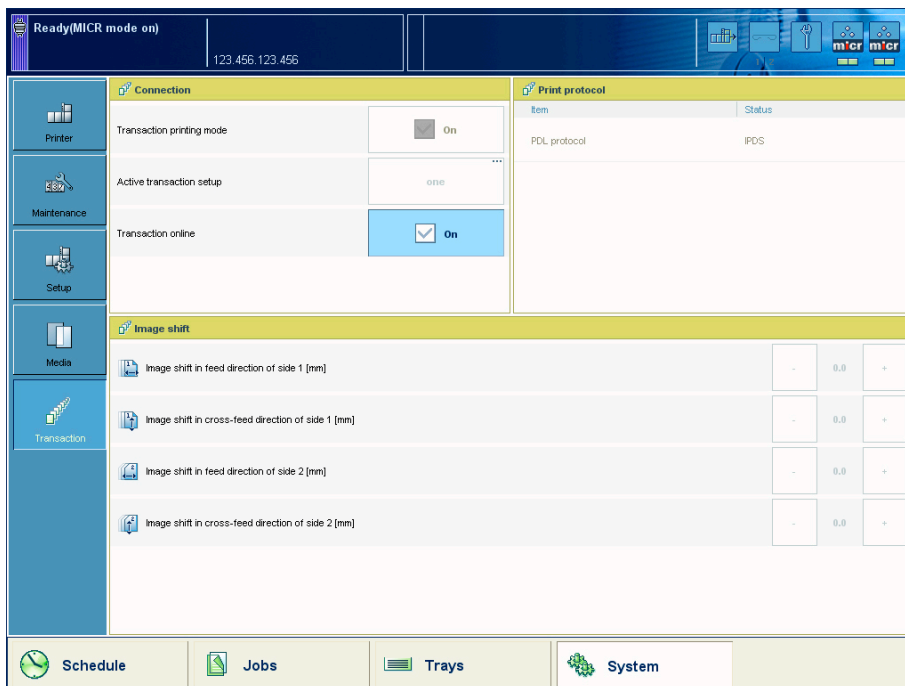 Ready(MICR mode on)
123.456.123.456
micr micr
Printer
Maintenance
Setup
Media
Transaction
Connection
Transaction printing mode
On
Active transaction setup
...
one
Transaction online
On
Print protocol
Item Status
PDL protocol IPDS
Image shift
1 Image shift in feed direction of side 1 [mm] - 0.0 +
1 Image shift in cross-feed direction of side 1 [mm] - 0.0 +
2 Image shift in feed direction of side 2 [mm] - 0.0 +
2 Image shift in cross-feed direction of side 2 [mm] - 0.0 +
Schedule Jobs Trays System